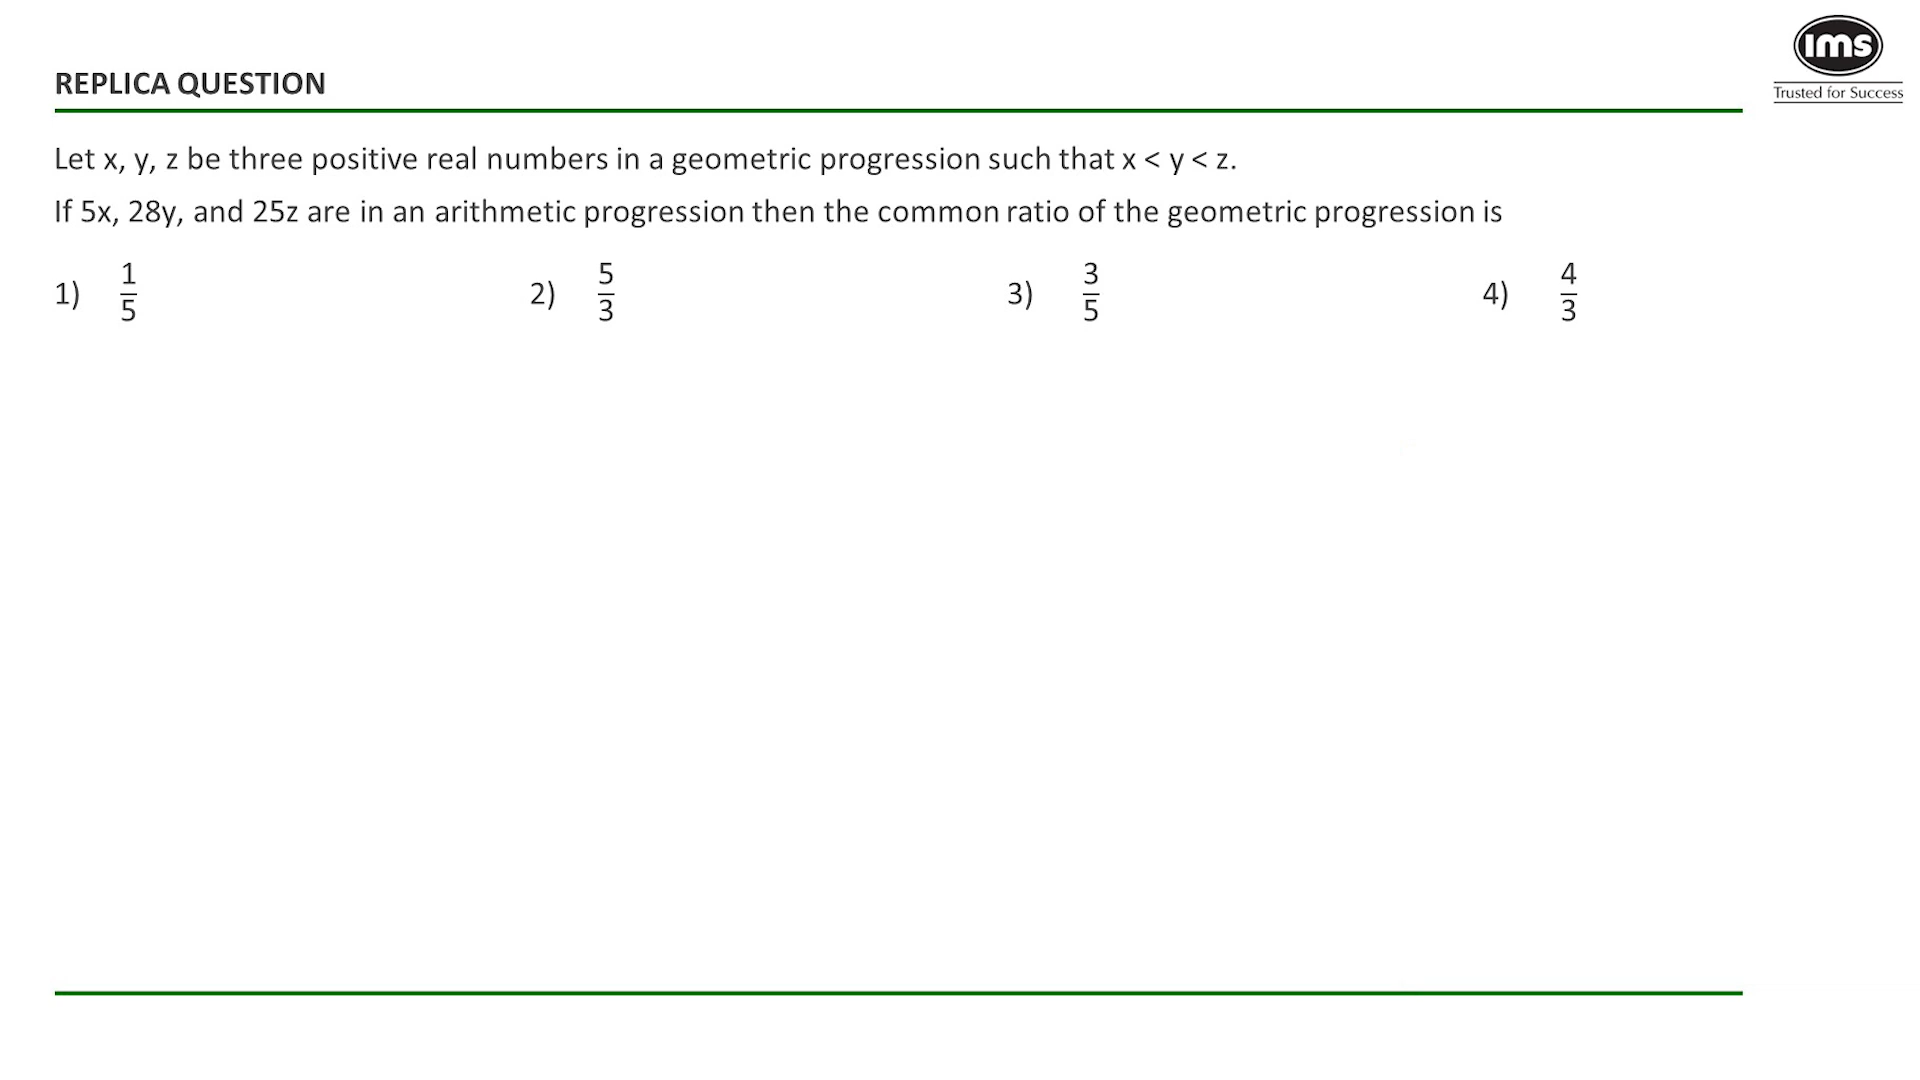 ims
Trusted for Success
REPLICA QUESTION
Let x, y, z be three positive real numbers in a geometric progression such that x < y < z.
If 5x, 28y, and 25z are in an arithmetic progression then the common ratio of the geometric progression is
1) 1/5 2) 5/3 3) 3/5 4) 4/3